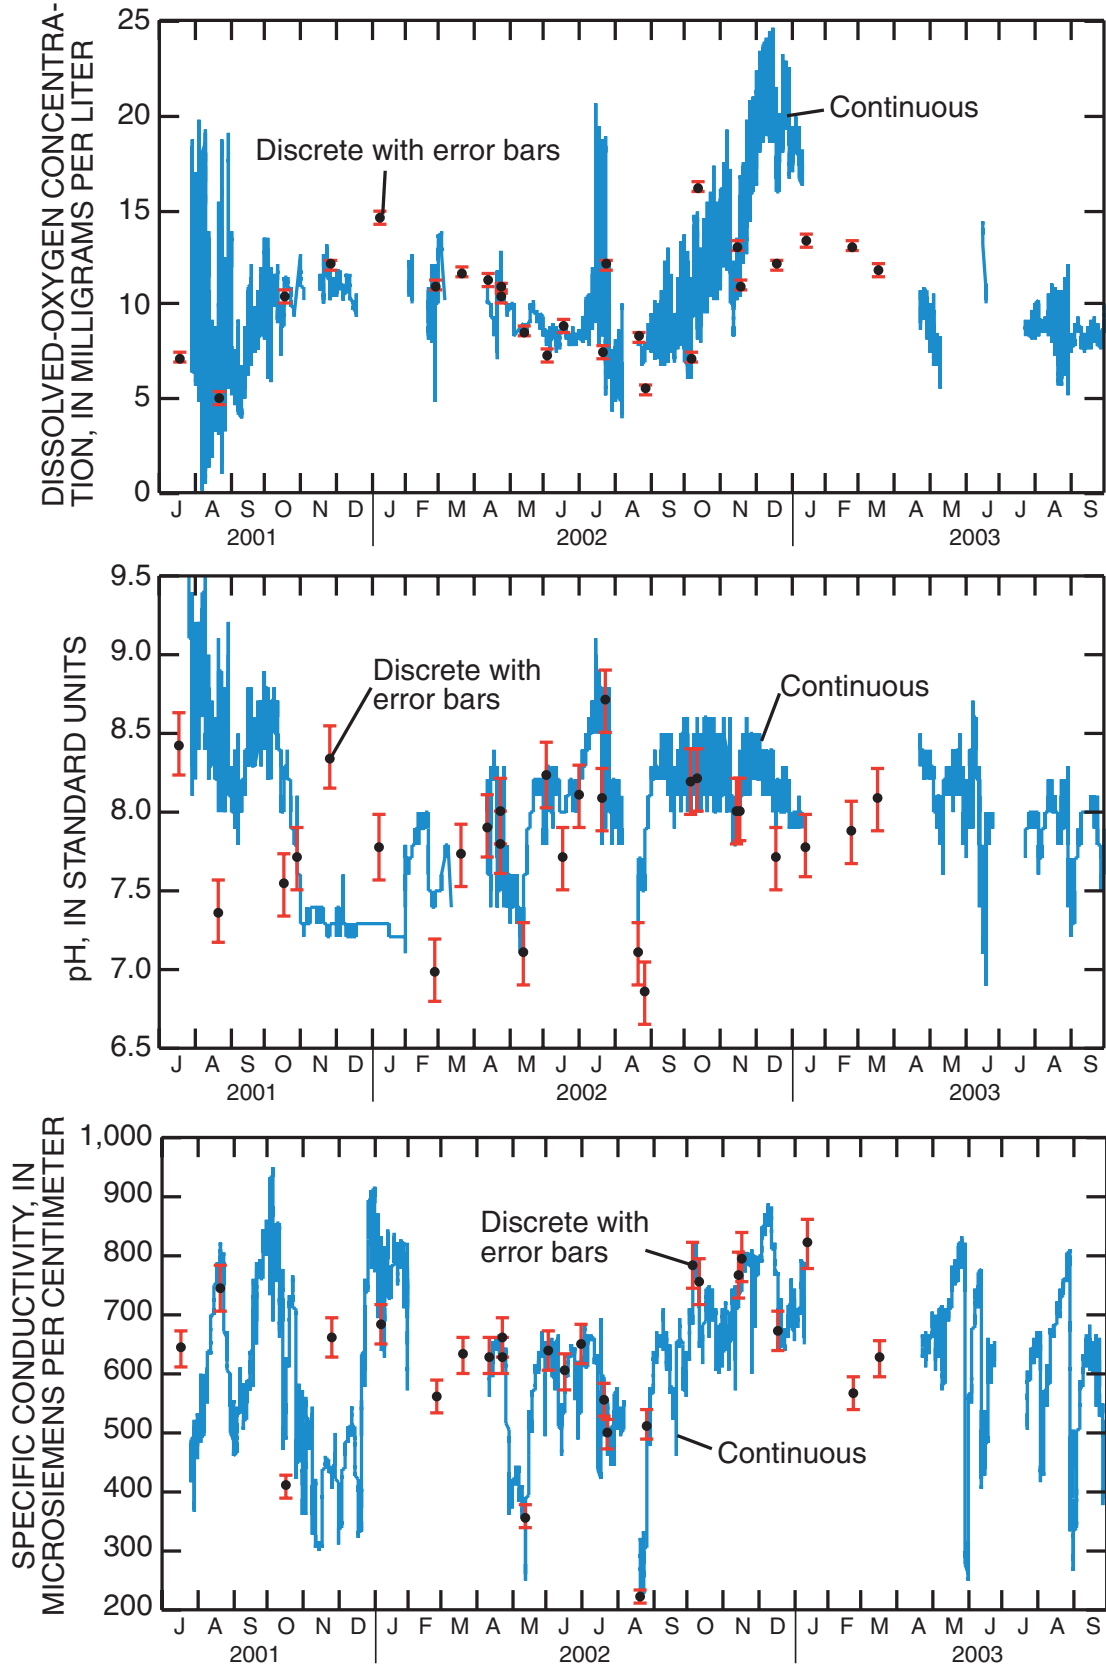 DISSOLVED-OXYGEN CONCENTRA-
TION, IN MILLIGRAMS PER LITER
25
20
15
10
5
0
Discrete with error bars
Continuous
J A S O N D J F M A M J J A S O N D J F M A M J J A S
2001 2002 2003
pH, IN STANDARD UNITS
9.5
9.0
8.5
8.0
7.5
7.0
6.5
Discrete with
error bars
Continuous
J A S O N D J F M A M J J A S O N D J F M A M J J A S
2001 2002 2003
SPECIFIC CONDUCTIVITY, IN
MICROSIEMENS PER CENTIMETER
1,000
900
800
700
600
500
400
300
200
Discrete with
error bars
Continuous
J A S O N D J F M A M J J A S O N D J F M A M J J A S
2001 2002 2003